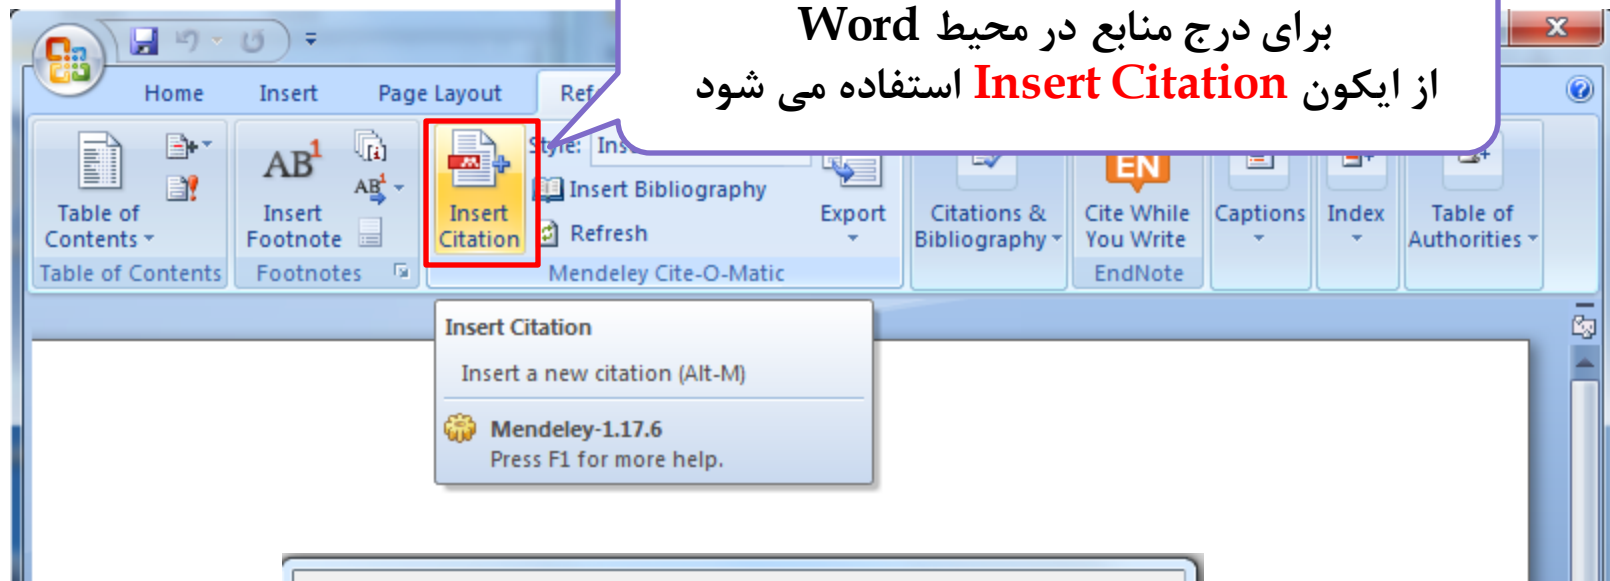 برای درج منابع در محیط Word
از ایکون Insert Citation استفاده می شود
Home Insert Page Layout Ref
Table of Contents
Table of Contents
AB1
Insert Footnote
AB1
Footnotes
Insert Citation
Style: Ins
Insert Bibliography
Refresh
Export
Mendeley Cite-O-Matic
Citations & Bibliography
EN
Cite While You Write
EndNote
Captions
Index
Table of Authorities
Insert Citation
Insert a new citation (Alt-M)
Mendeley-1.17.6
Press F1 for more help.